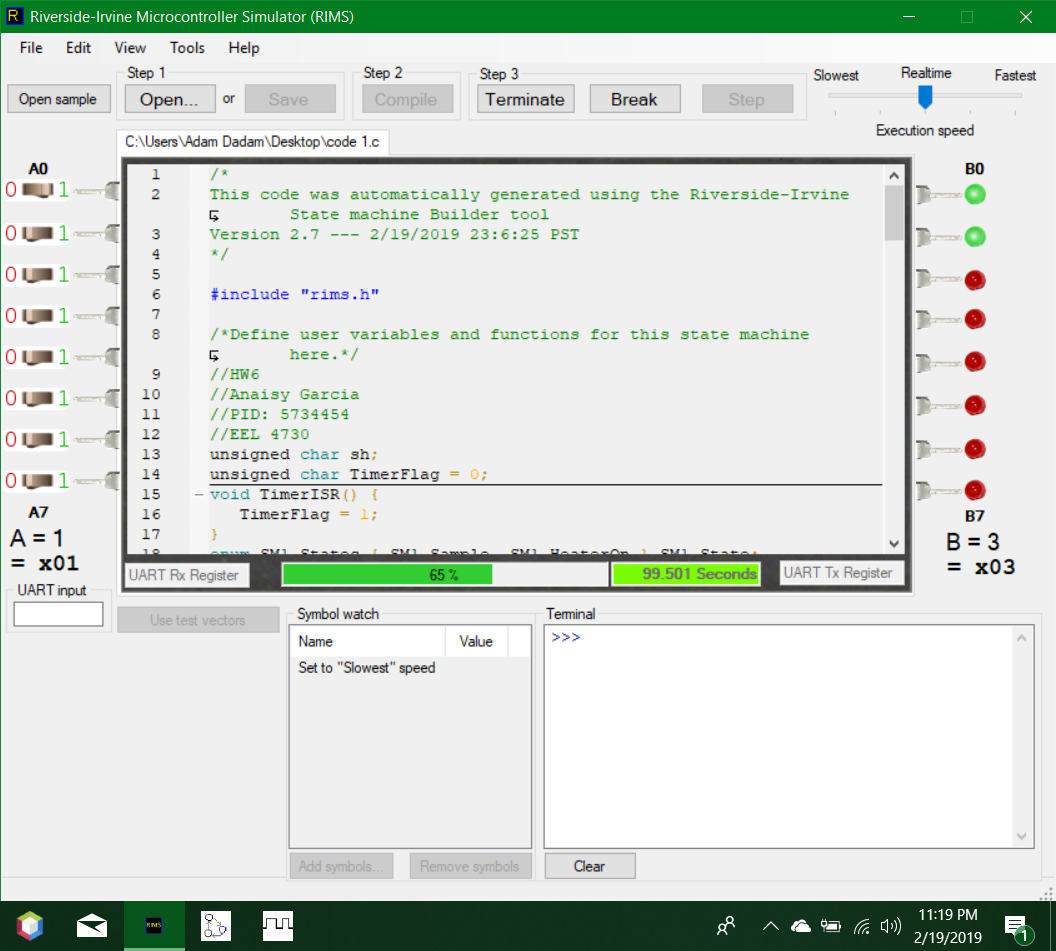 Riverside-Irvine Microcontroller Simulator (RIMS)
File Edit View Tools Help
Step 1 Step 2 Step 3 Slowest Realtime Fastest
Open sample Open... or Save Compile Terminate Break Step
Execution speed
C:\Users\Adam Dadam\Desktop\code 1.c
A0
0 1
0 1
0 1
0 1
0 1
0 1
0 1
0 1
A7
A = 1
= x01
1 /*
2 This code was automatically generated using the Riverside-Irvine
State machine Builder tool
3 Version 2.7 --- 2/19/2019 23:6:25 PST
4 */
5
6 #include "rims.h"
7
8 /*Define user variables and functions for this state machine
here.*/
9 //HW6
10 //Anaisy Garcia
11 //PID: 5734454
12 //EEL 4730
13 unsigned char sh;
14 unsigned char TimerFlag = 0;
15 void TimerISR() {
16 TimerFlag = 1;
17 }
18 enum SM1_States { SM1_Sample, SM1_HeaterOn } SM1_State;
B0
B7
B = 3
= x03
UART Rx Register 65 % 99.501 Seconds UART Tx Register
UART input
Use test vectors
Symbol watch
Name Value
Set to "Slowest" speed
Add symbols... Remove symbols
Terminal
>>>
Clear
RIMS
11:19 PM
2/19/2019
1